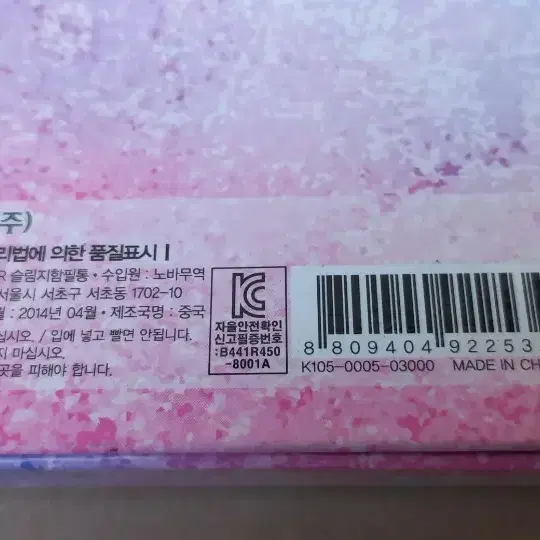 주)
리법에 의한 품질표시 I
R 슬림지함필통 • 수입원 : 노바무역
서울시 서초구 서초동 1702-10
월 : 2014년 04월 • 제조국명 : 중국
십시오. / 입에 넣고 빨면 안됩니다.
지 마십시오.
곳을 피해야 합니다.
KC
자율안전확인
신고필증번호
:B441R450
-8001A
8 809404 92253
K105-0005-03000 MADE IN CH